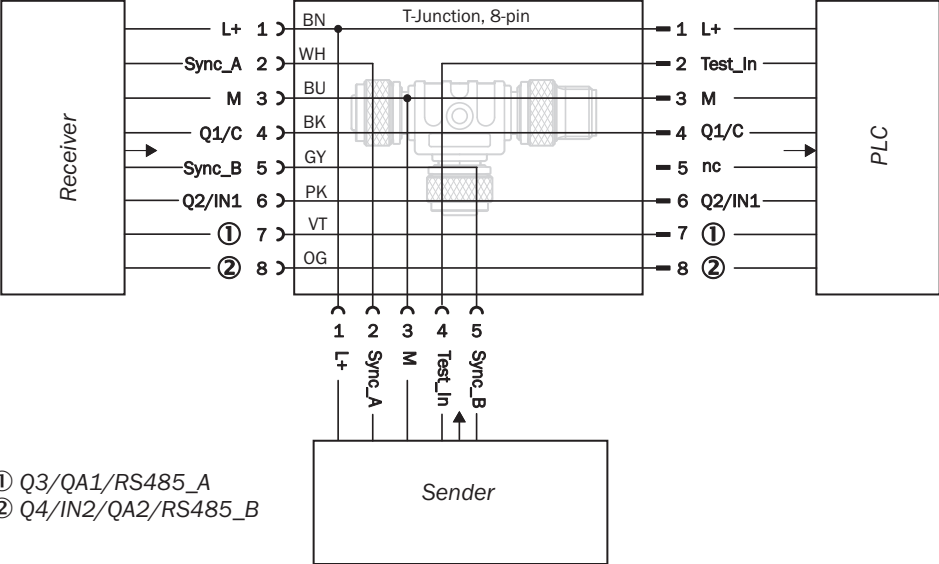 T-Junction, 8-pin
L+ 1 BN 1 L+
Sync_A 2 WH 2 Test_In
M 3 BU 3 M
Q1/C 4 BK 4 Q1/C
Sync_B 5 GY 5 nc
Q2/IN1 6 PK 6 Q2/IN1
① 7 VT 7 ①
② 8 OG 8 ②
Receiver
PLC
1 2 3 4 5
L+ Sync_A M Test_In Sync_B
Sender
① Q3/QA1/RS485_A
② Q4/IN2/QA2/RS485_B